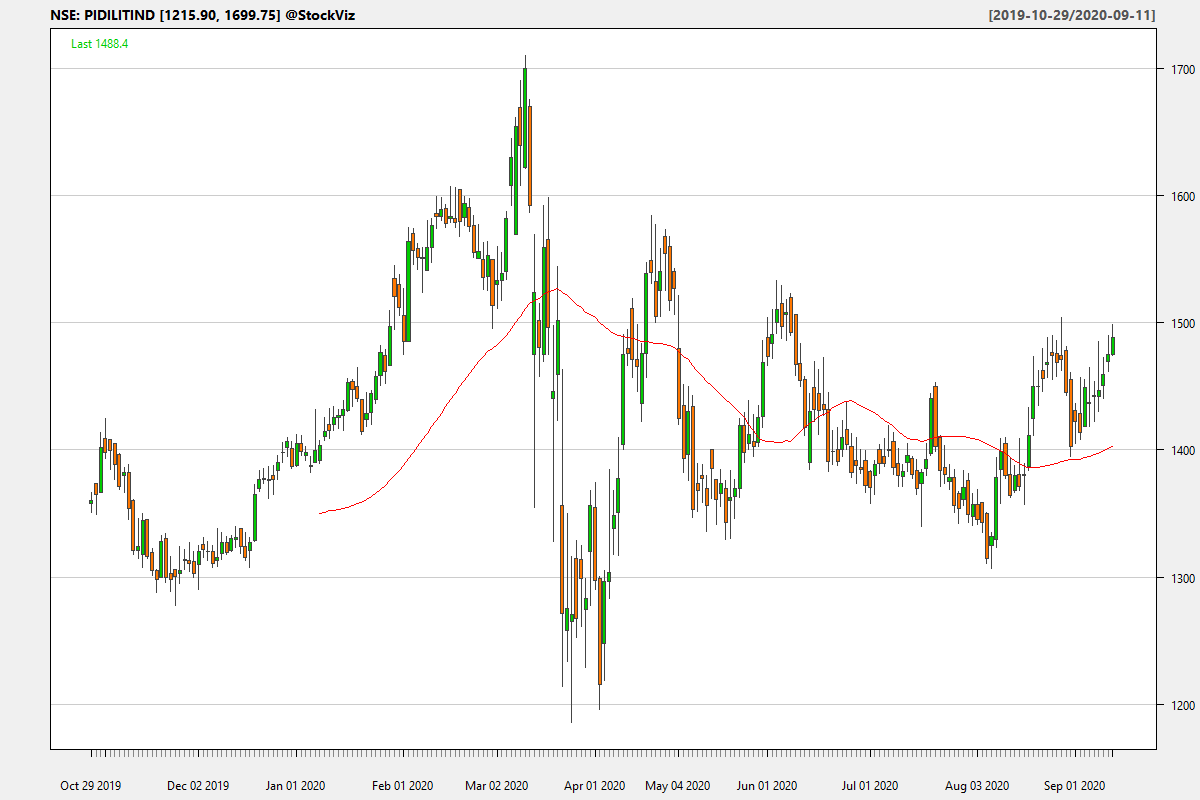 NSE: PIDILITIND [1215.90, 1699.75] @StockViz [2019-10-29/2020-09-11]
Last 1488.4
1700
1600
1500
1400
1300
1200
Oct 29 2019 Dec 02 2019 Jan 01 2020 Feb 01 2020 Mar 02 2020 Apr 01 2020 May 04 2020 Jun 01 2020 Jul 01 2020 Aug 03 2020 Sep 01 2020